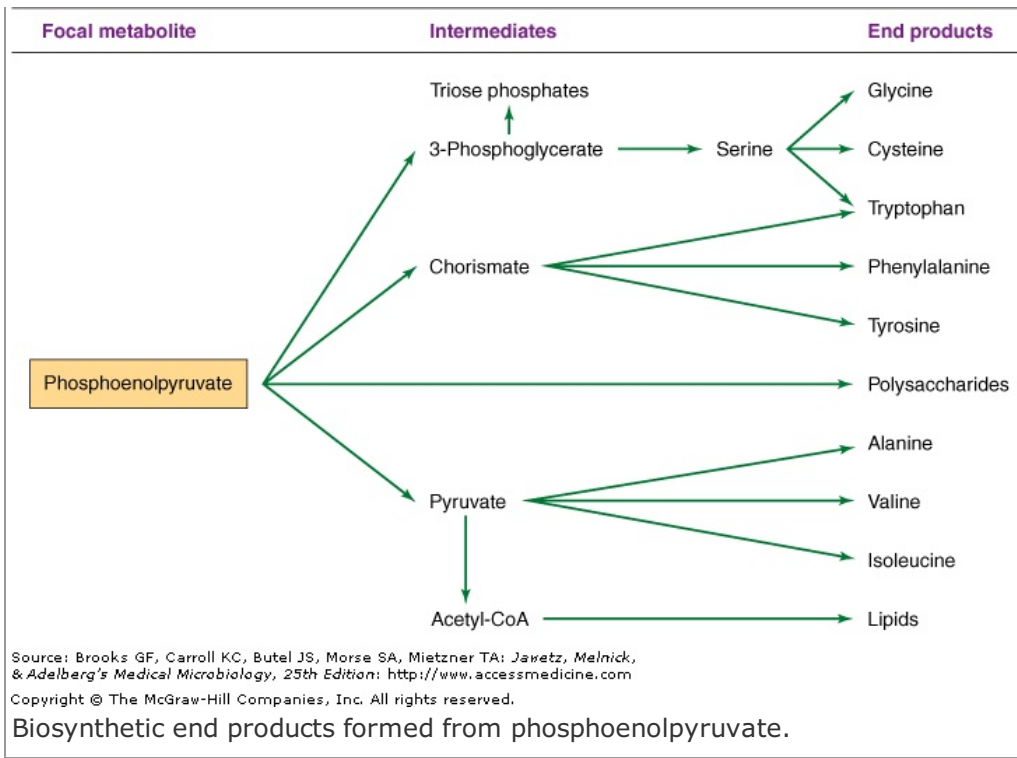 Focal metabolite Intermediates End products
Triose phosphates Glycine
3-Phosphoglycerate Serine Cysteine
Tryptophan
Chorismate Phenylalanine
Tyrosine
Phosphoenolpyruvate Polysaccharides
Alanine
Pyruvate Valine
Isoleucine
Acetyl-CoA Lipids
Source: Brooks GF, Carroll KC, Butel JS, Morse SA, Mietzner TA: Jawetz, Melnick,
& Adelberg's Medical Microbiology, 25th Edition: http://www.accessmedicine.com
Copyright © The McGraw-Hill Companies, Inc. All rights reserved.
Biosynthetic end products formed from phosphoenolpyruvate.